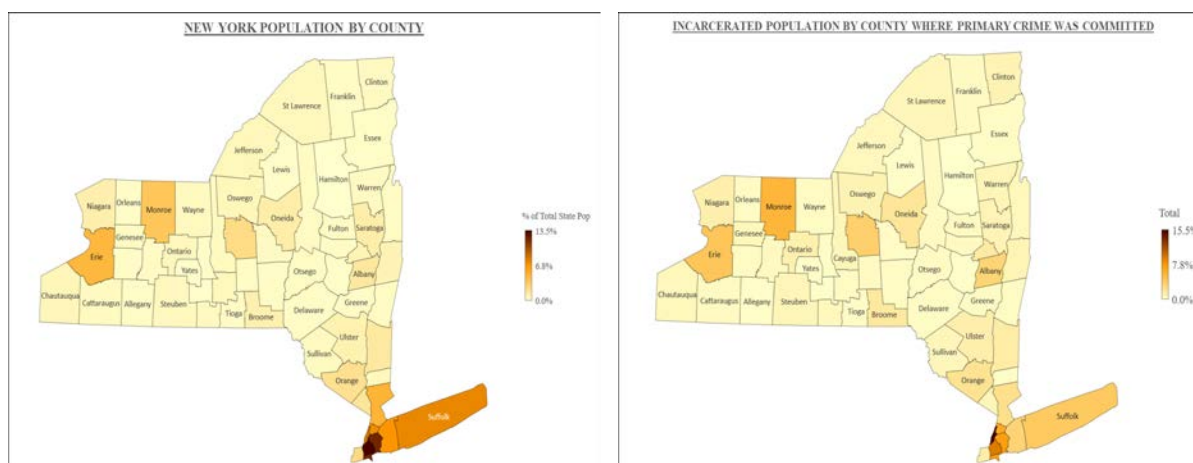 NEW YORK POPULATION BY COUNTY
Clinton
Franklin
St Lawrence
Essex
Jefferson
Lewis
Hamilton
Warren
Oswego
Oneida
Niagara
Orleans
Monroe
Wayne
Fulton
Saratoga
Genesee
Erie
Ontario
Yates
Otsego
Albany
Chautauqua
Cattaraugus
Allegany
Steuben
Tioga
Broome
Delaware
Greene
Ulster
Sullivan
Orange
Suffolk
% of Total State Pop
13.5%
6.8%
0.0%
INCARCERATED POPULATION BY COUNTY WHERE PRIMARY CRIME WAS COMMITTED
Clinton
Franklin
St Lawrence
Essex
Jefferson
Lewis
Hamilton
Warren
Oswego
Oneida
Niagara
Orleans
Monroe
Wayne
Fulton
Saratoga
Genesee
Erie
Ontario
Yates
Cayuga
Otsego
Albany
Chautauqua
Cattaraugus
Allegany
Steuben
Tioga
Broome
Delaware
Greene
Ulster
Sullivan
Orange
Suffolk
Total
15.5%
7.8%
0.0%